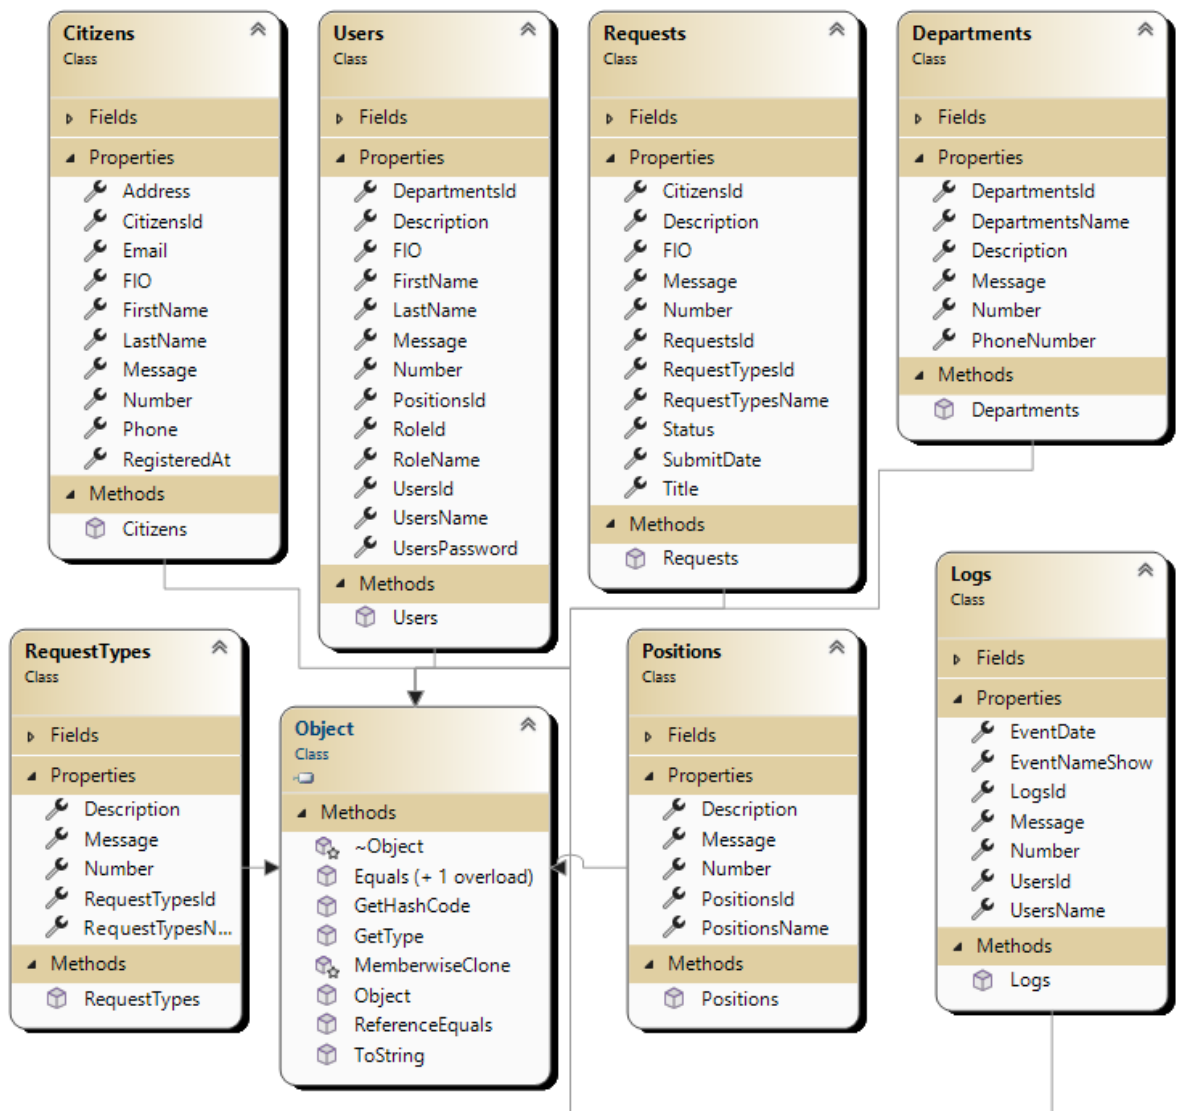 Citizens
Class
Fields
Properties
Address
CitizensId
Email
FIO
FirstName
LastName
Message
Number
Phone
RegisteredAt
Methods
Citizens
Users
Class
Fields
Properties
DepartmentsId
Description
FIO
FirstName
LastName
Message
Number
PositionsId
RoleId
RoleName
UsersId
UsersName
UsersPassword
Methods
Users
Requests
Class
Fields
Properties
CitizensId
Description
FIO
Message
Number
RequestsId
RequestTypesId
RequestTypesName
Status
SubmitDate
Title
Methods
Requests
Departments
Class
Fields
Properties
DepartmentsId
DepartmentsName
Description
Message
Number
PhoneNumber
Methods
Departments
RequestTypes
Class
Fields
Properties
Description
Message
Number
RequestTypesId
RequestTypesN...
Methods
RequestTypes
Object
Class
Methods
~Object
Equals (+ 1 overload)
GetHashCode
GetType
MemberwiseClone
Object
ReferenceEquals
ToString
Positions
Class
Fields
Properties
Description
Message
Number
PositionsId
PositionsName
Methods
Positions
Logs
Class
Fields
Properties
EventDate
EventNameShow
LogsId
Message
Number
UsersId
UsersName
Methods
Logs